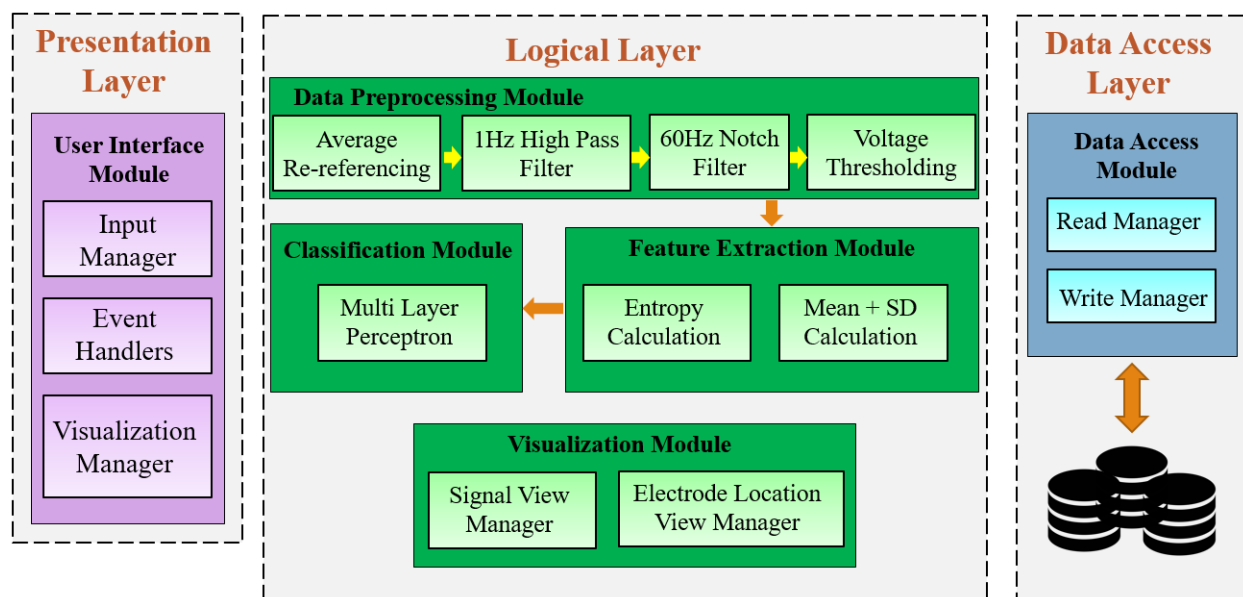 Presentation
Layer
User Interface
Module
Input
Manager
Event
Handlers
Visualization
Manager
Logical Layer
Data Preprocessing Module
Average
Re-referencing
1Hz High Pass
Filter
60Hz Notch
Filter
Voltage
Thresholding
Classification Module
Multi Layer
Perceptron
Feature Extraction Module
Entropy
Calculation
Mean + SD
Calculation
Visualization Module
Signal View
Manager
Electrode Location
View Manager
Data Access
Layer
Data Access
Module
Read Manager
Write Manager